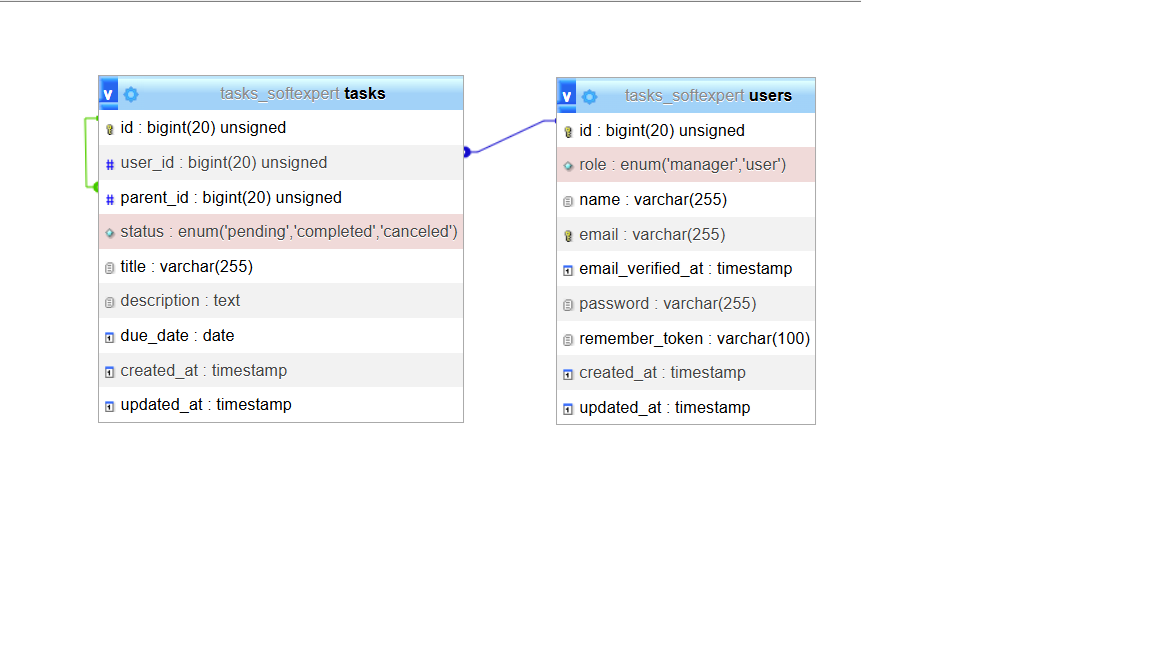 v tasks_softexpert tasks
id : bigint(20) unsigned
# user_id : bigint(20) unsigned
# parent_id : bigint(20) unsigned
status : enum('pending','completed','canceled')
title : varchar(255)
description : text
due_date : date
created_at : timestamp
updated_at : timestamp
v tasks_softexpert users
id : bigint(20) unsigned
role : enum('manager','user')
name : varchar(255)
email : varchar(255)
email_verified_at : timestamp
password : varchar(255)
remember_token : varchar(100)
created_at : timestamp
updated_at : timestamp